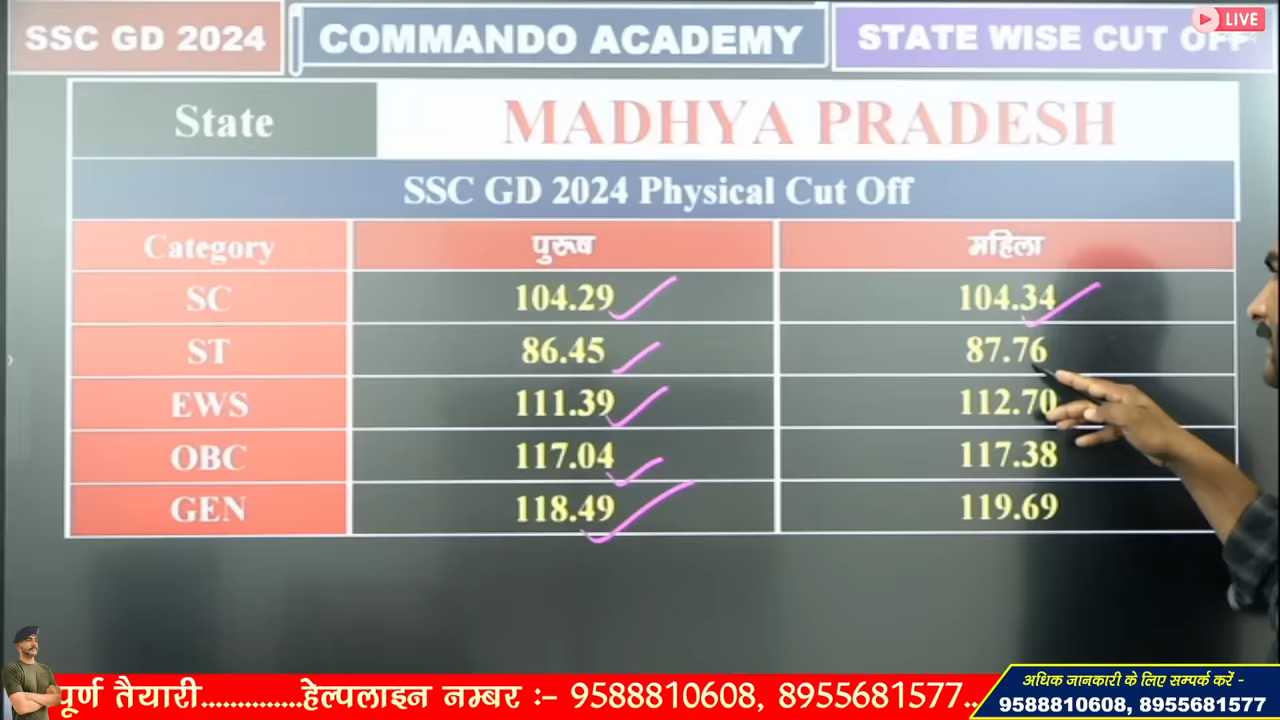 SSC GD 2024
COMMANDO ACADEMY
STATE WISE CUT OFF
LIVE
State
MADHYA PRADESH
SSC GD 2024 Physical Cut Off
Category पुरूष महिला
SC 104.29 104.34
ST 86.45 87.76
EWS 111.39 112.70
OBC 117.04 117.38
GEN 118.49 119.69
पूर्ण तैयारी..............हेल्पलाइन नम्बर :– 9588810608, 8955681577..
अधिक जानकारी के लिए सम्पर्क करें -
9588810608, 8955681577